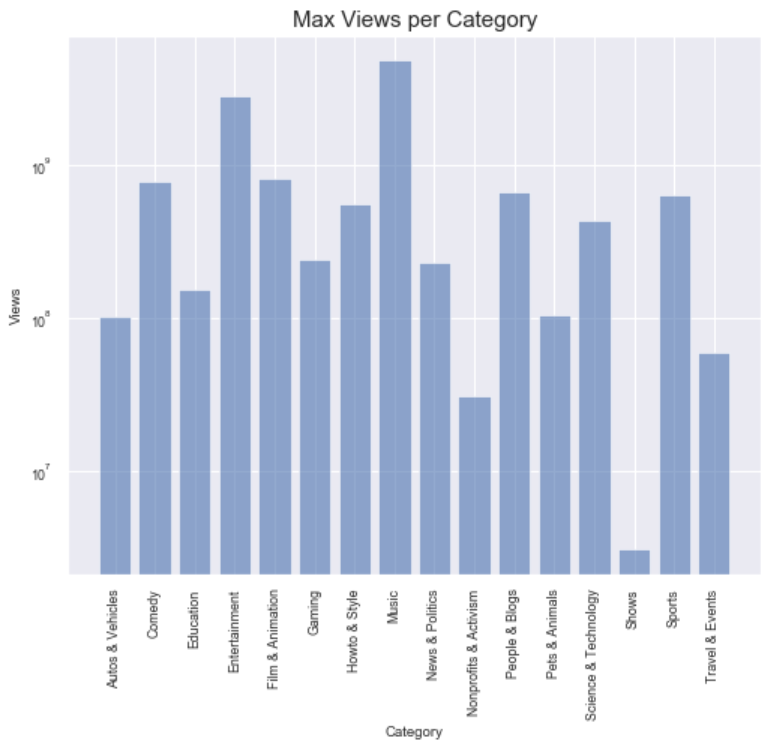 Max Views per Category
Views
10⁹
10⁸
10⁷
Autos & Vehicles
Comedy
Education
Entertainment
Film & Animation
Gaming
Howto & Style
Music
News & Politics
Nonprofits & Activism
People & Blogs
Pets & Animals
Science & Technology
Shows
Sports
Travel & Events
Category